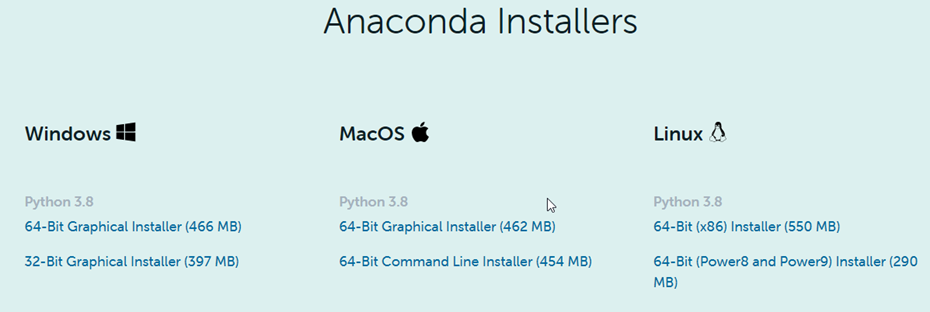 Anaconda Installers
Windows
Python 3.8
64-Bit Graphical Installer (466 MB)
32-Bit Graphical Installer (397 MB)
MacOS
Python 3.8
64-Bit Graphical Installer (462 MB)
64-Bit Command Line Installer (454 MB)
Linux
Python 3.8
64-Bit (x86) Installer (550 MB)
64-Bit (Power8 and Power9) Installer (290
MB)